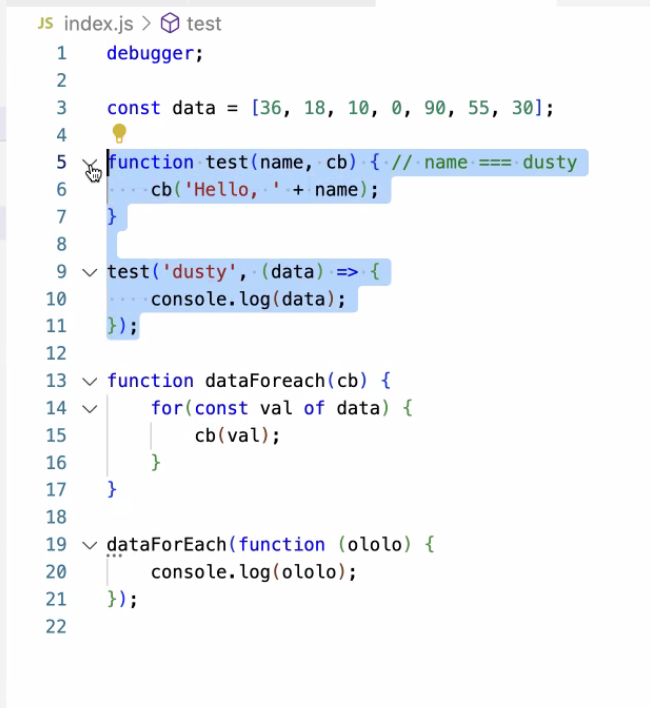 JS index.js > test
1 debugger;
2
3 const data = [36, 18, 10, 0, 90, 55, 30];
4
5 function test(name, cb) { // name === dusty
6     cb('Hello, ' + name);
7 }
8
9 test('dusty', (data) => {
10     console.log(data);
11 });
12
13 function dataForeach(cb) {
14     for(const val of data) {
15         cb(val);
16     }
17 }
18
19 dataForEach(function (ololo) {
20     console.log(ololo);
21 });
22